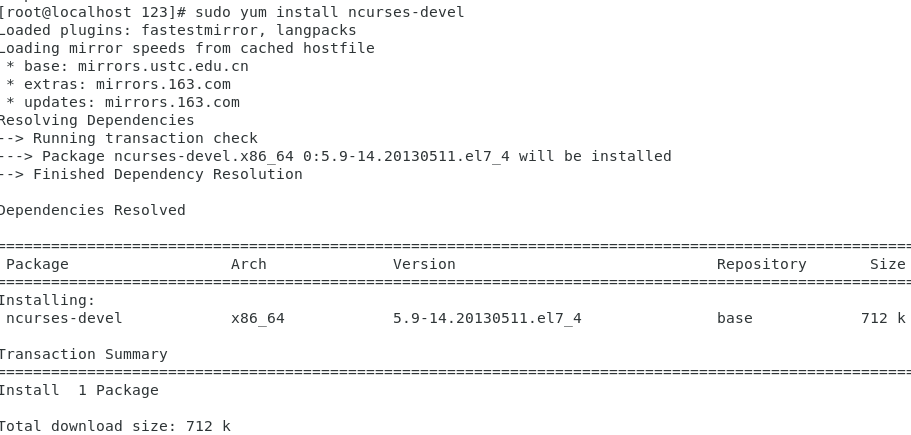 [root@localhost 123]# sudo yum install ncurses-devel
Loaded plugins: fastestmirror, langpacks
Loading mirror speeds from cached hostfile
 * base: mirrors.ustc.edu.cn
 * extras: mirrors.163.com
 * updates: mirrors.163.com
Resolving Dependencies
--> Running transaction check
---> Package ncurses-devel.x86_64 0:5.9-14.20130511.el7_4 will be installed
--> Finished Dependency Resolution

Dependencies Resolved

================================================================================
 Package                  Arch              Version                             Repository       Size
================================================================================
Installing:
 ncurses-devel            x86_64            5.9-14.20130511.el7_4               base            712 k

Transaction Summary
================================================================================
Install  1 Package

Total download size: 712 k